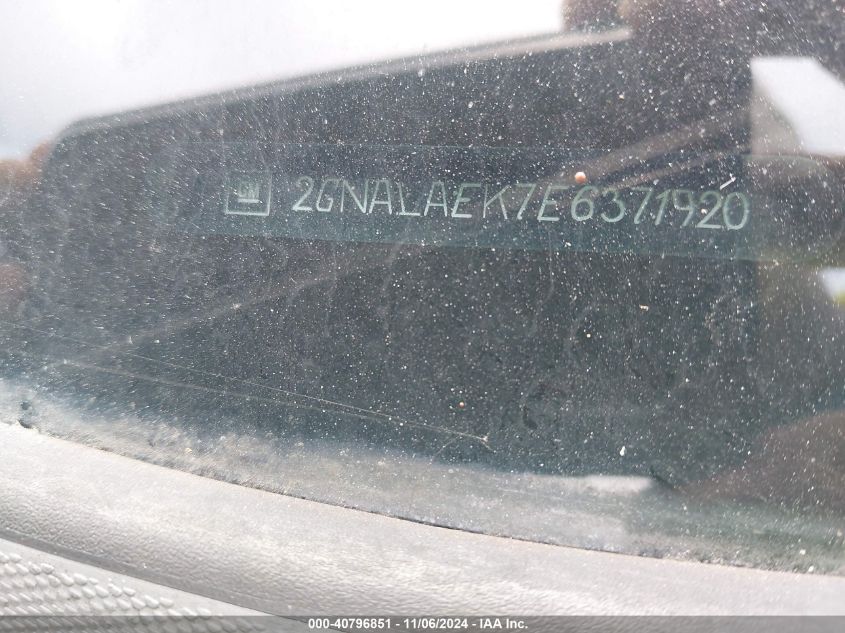 GM 2GNALAEK7E6371920
000-40796851 - 11/06/2024 - IAA Inc.